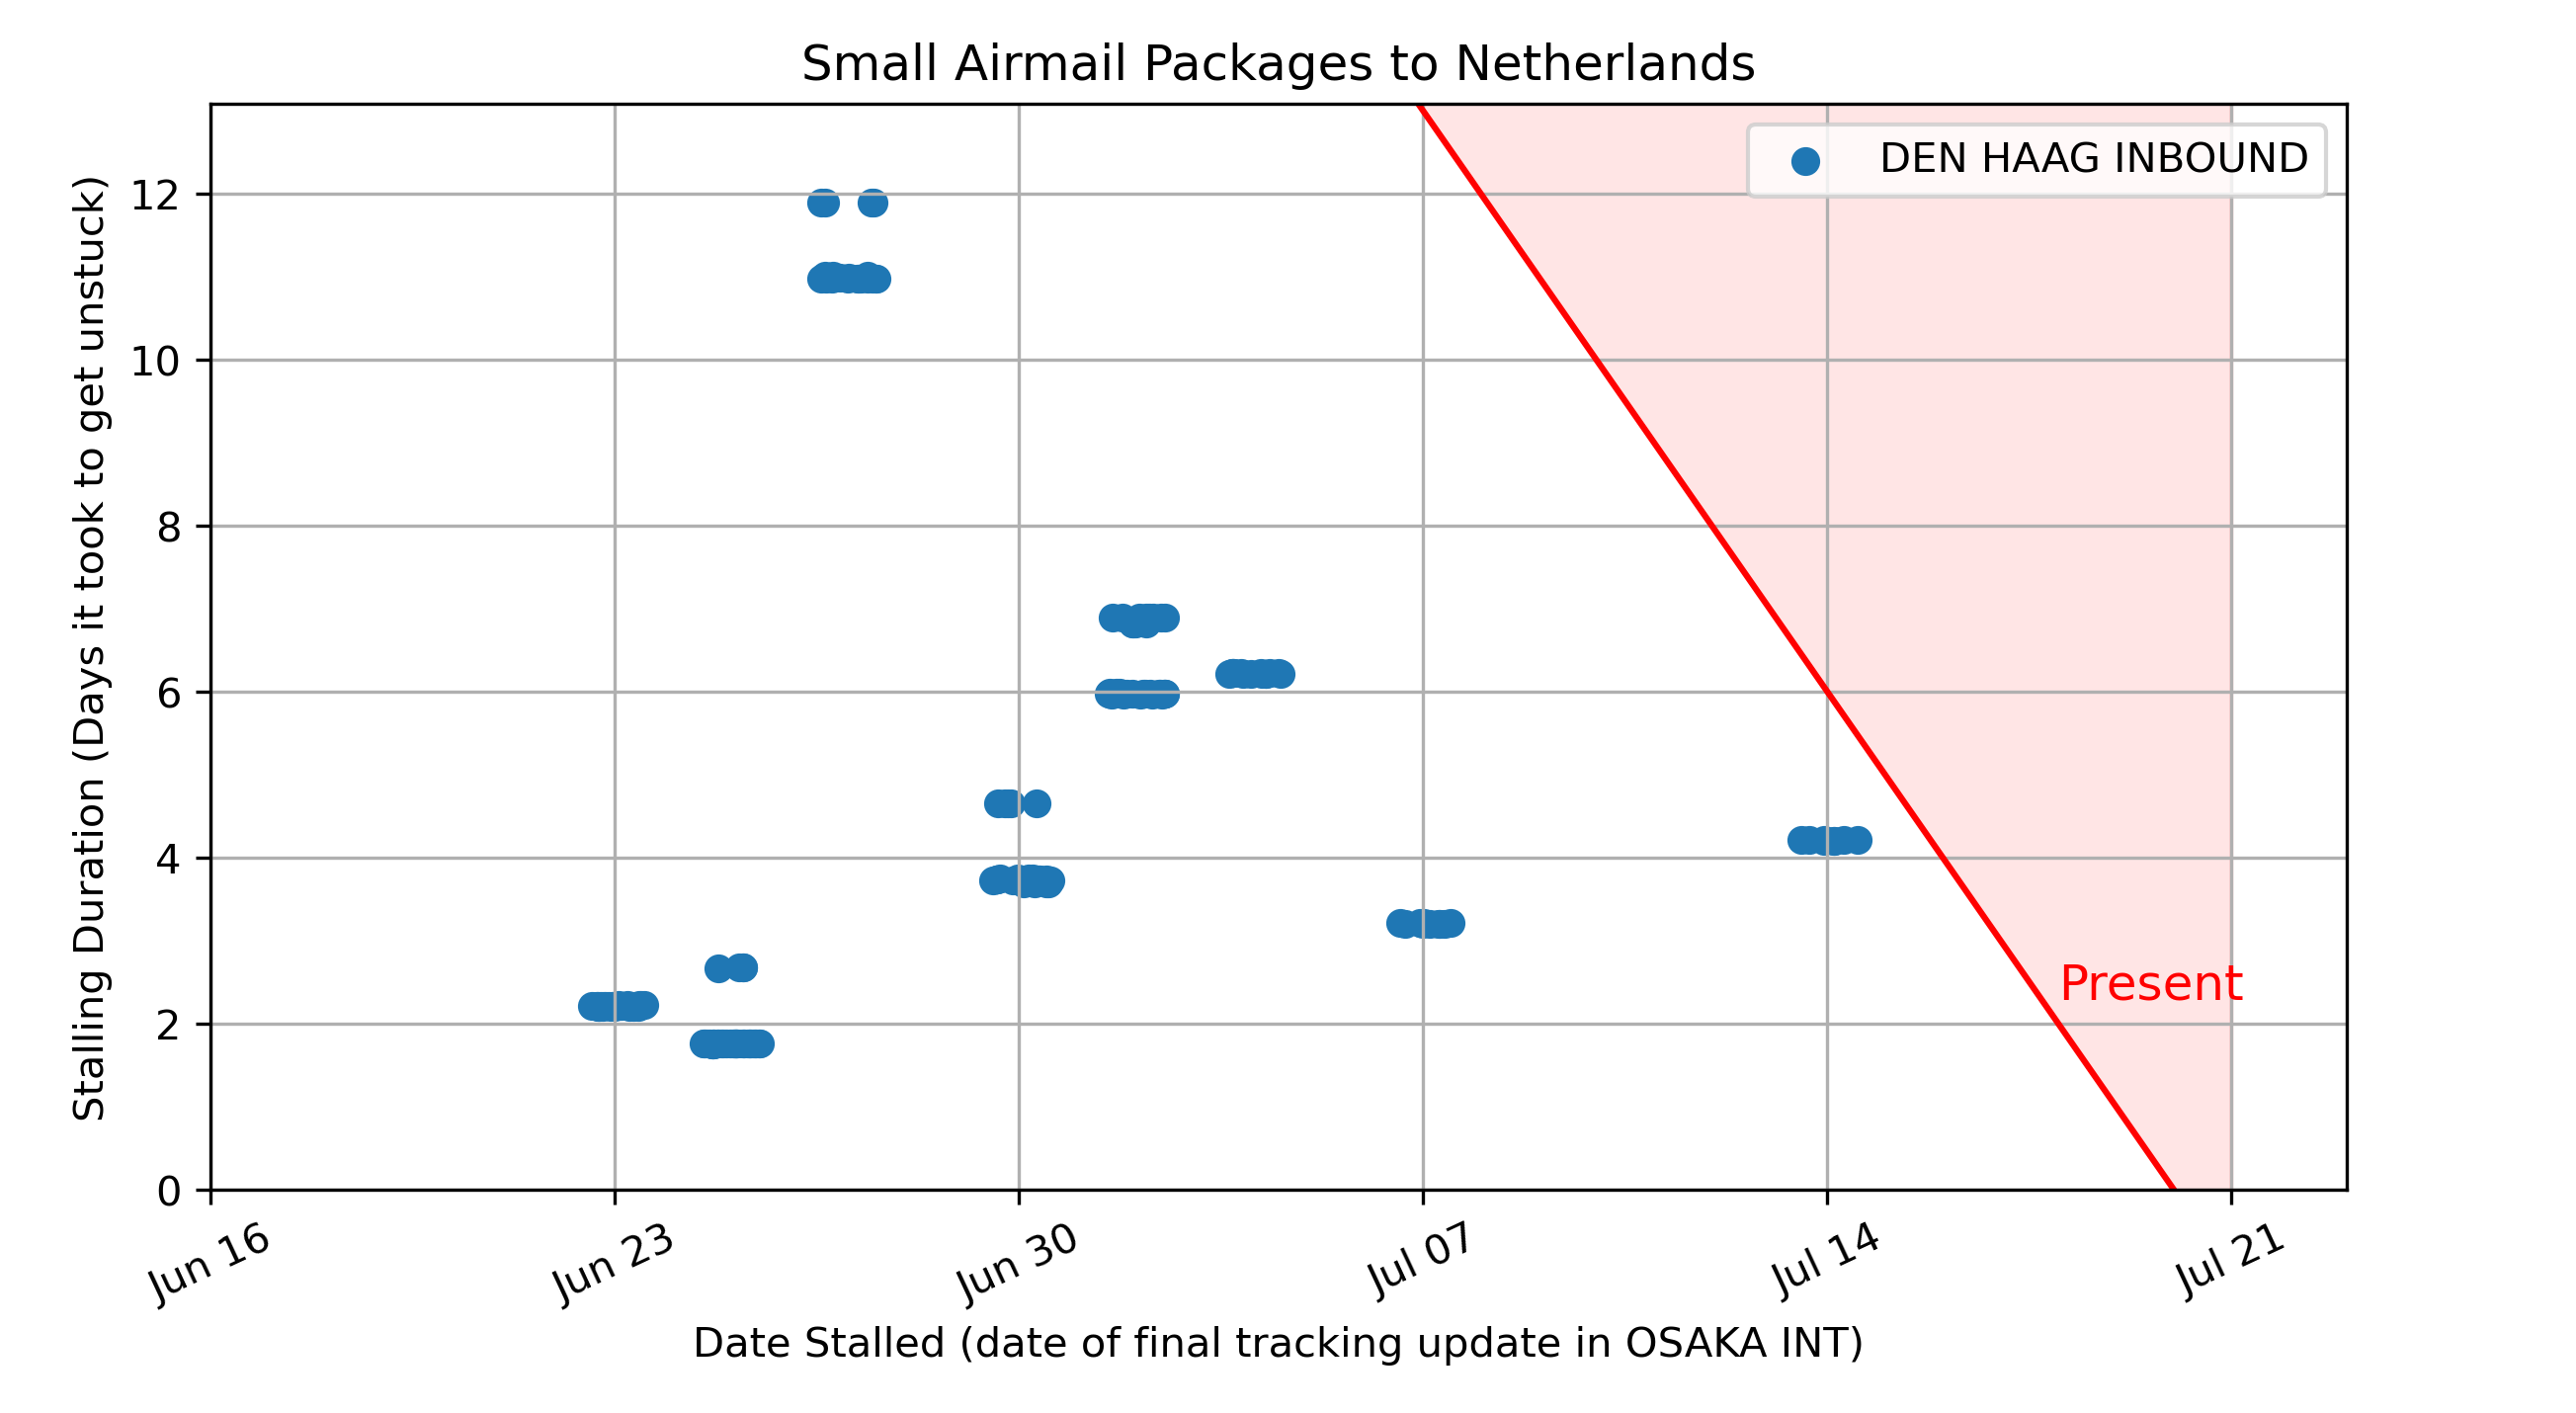 Small Airmail Packages to Netherlands
DEN HAAG INBOUND
Stalling Duration (Days it took to get unstuck)
12
10
8
6
4
2
0
Present
Jun 16
Jun 23
Jun 30
Jul 07
Jul 14
Jul 21
Date Stalled (date of final tracking update in OSAKA INT)